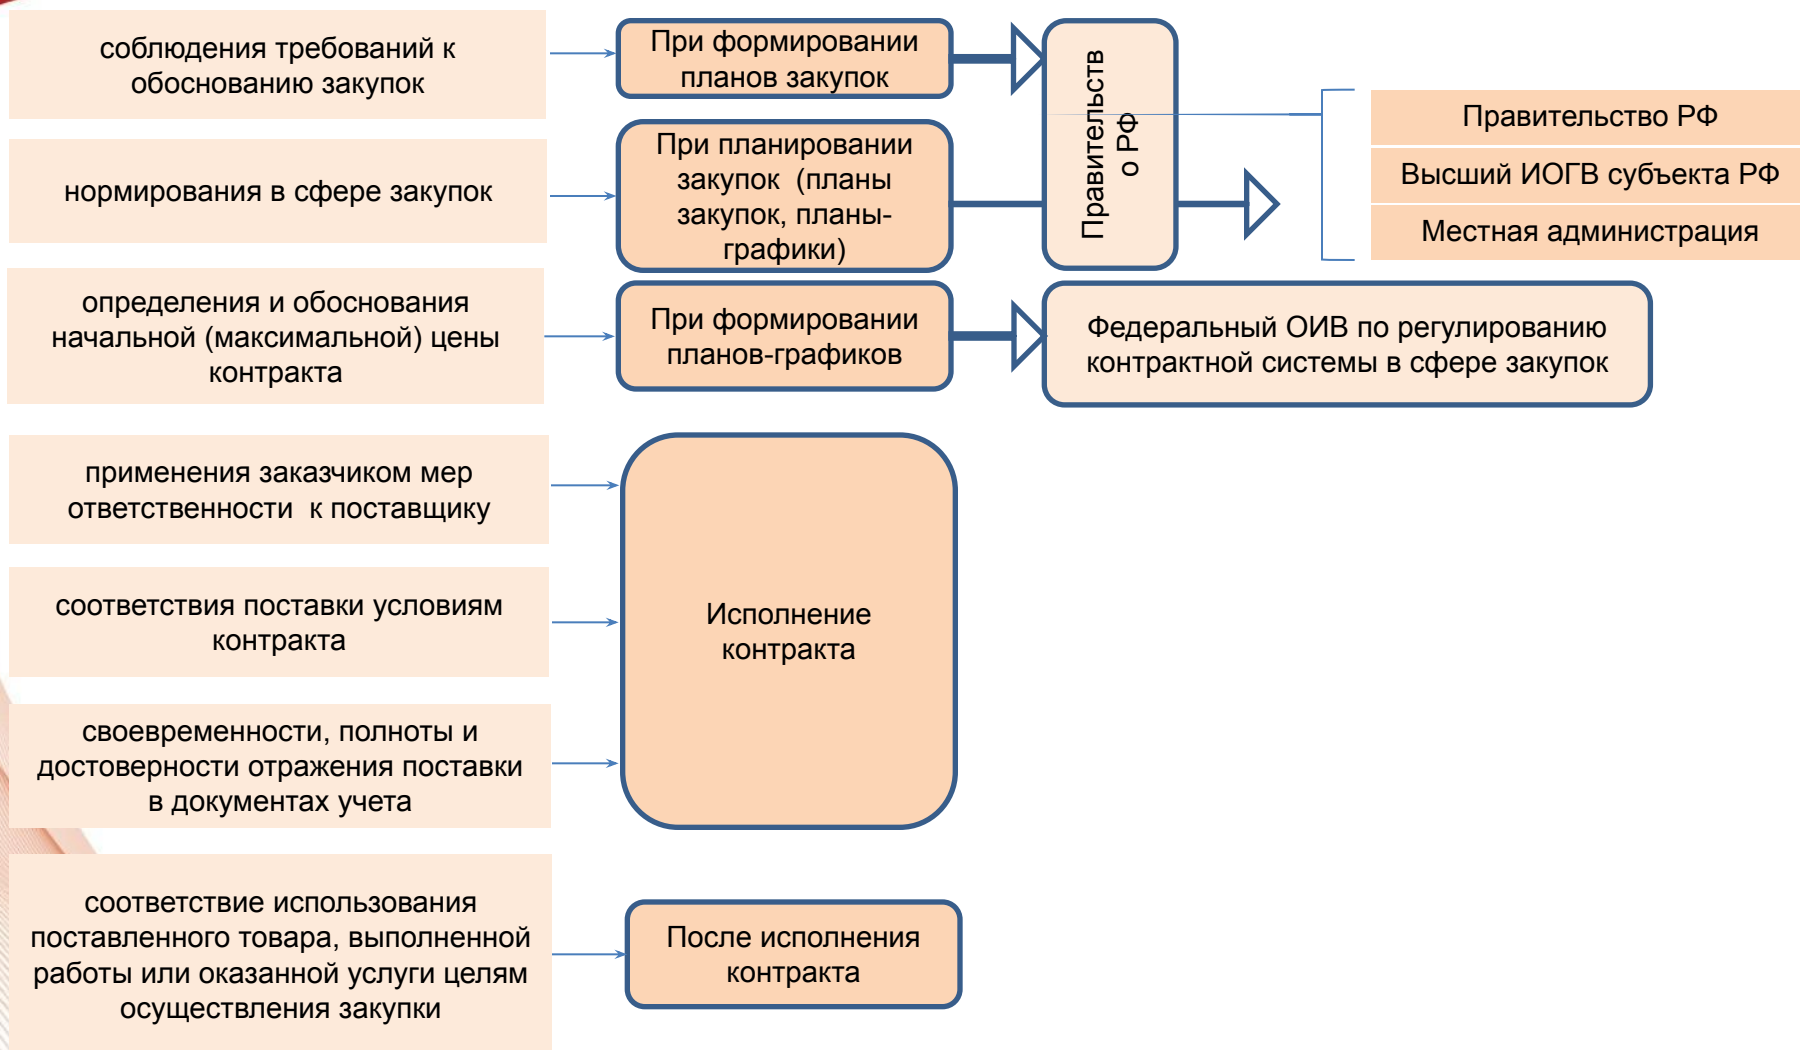 соблюдения требований к
обоснованию закупок
При формировании
планов закупок
Правительств
о РФ
Правительство РФ
Высший ИОГВ субъекта РФ
Местная администрация
нормирования в сфере закупок
При планировании
закупок (планы
закупок, планы-
графики)
определения и обоснования
начальной (максимальной) цены
контракта
При формировании
планов-графиков
Федеральный ОИВ по регулированию
контрактной системы в сфере закупок
применения заказчиком мер
ответственности к поставщику
соответствия поставки условиям
контракта
Исполнение
контракта
своевременности, полноты и
достоверности отражения поставки
в документах учета
соответствие использования
поставленного товара, выполненной
работы или оказанной услуги целям
осуществления закупки
После исполнения
контракта